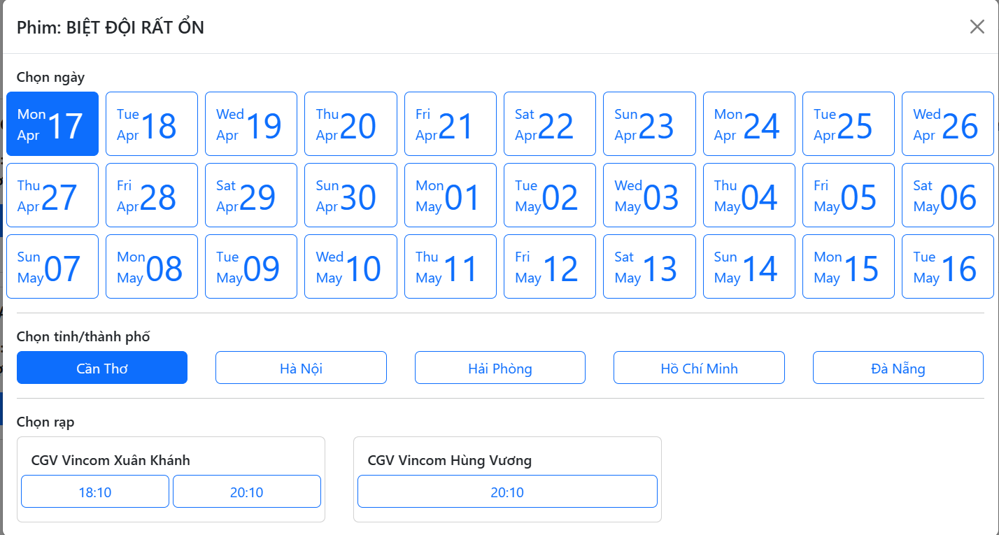 Phim: BIỆT ĐỘI RẤT ỔN
Chọn ngày
Mon Apr 17
Tue Apr 18
Wed Apr 19
Thu Apr 20
Fri Apr 21
Sat Apr 22
Sun Apr 23
Mon Apr 24
Tue Apr 25
Wed Apr 26
Thu Apr 27
Fri Apr 28
Sat Apr 29
Sun Apr 30
Mon May 01
Tue May 02
Wed May 03
Thu May 04
Fri May 05
Sat May 06
Sun May 07
Mon May 08
Tue May 09
Wed May 10
Thu May 11
Fri May 12
Sat May 13
Sun May 14
Mon May 15
Tue May 16
Chọn tỉnh/thành phố
Cần Thơ
Hà Nội
Hải Phòng
Hồ Chí Minh
Đà Nẵng
Chọn rạp
CGV Vincom Xuân Khánh
18:10
20:10
CGV Vincom Hùng Vương
20:10